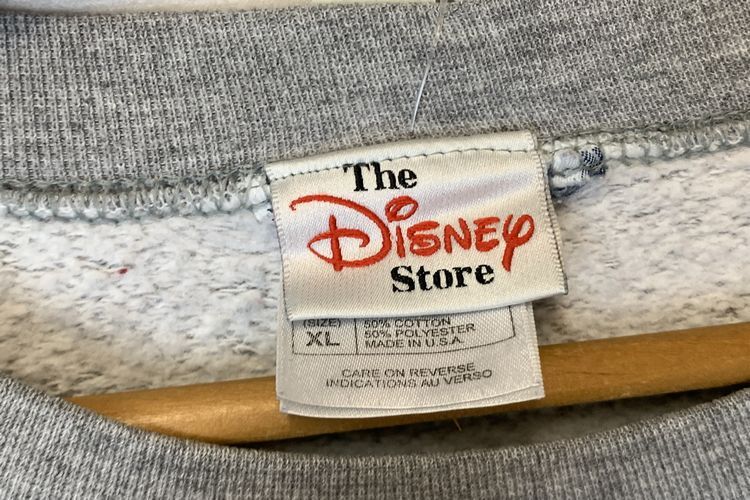 The
Disney
Store
(SIZE)
XL
50% COTTON
50% POLYESTER
MADE IN U.S.A.
CARE ON REVERSE
INDICATIONS AU VERSO